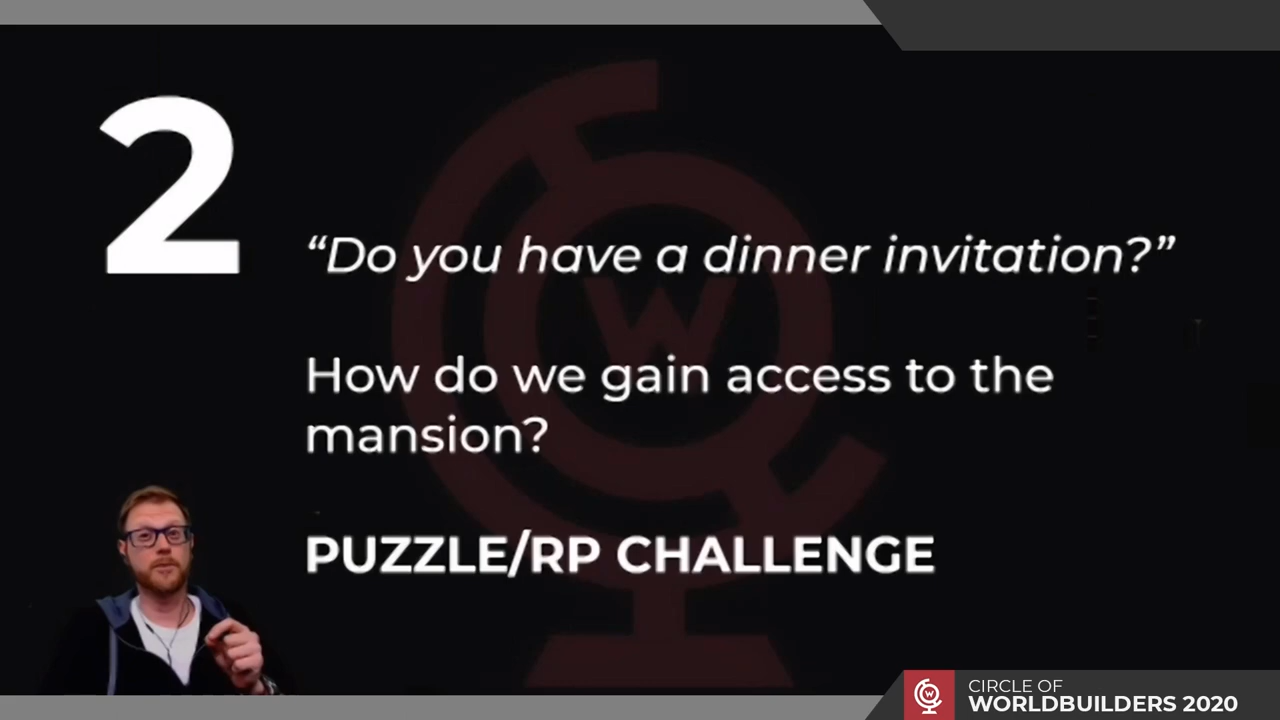 2
“Do you have a dinner invitation?”
How do we gain access to the
mansion?
PUZZLE/RP CHALLENGE
W
W
CIRCLE OF
WORLDBUILDERS 2020